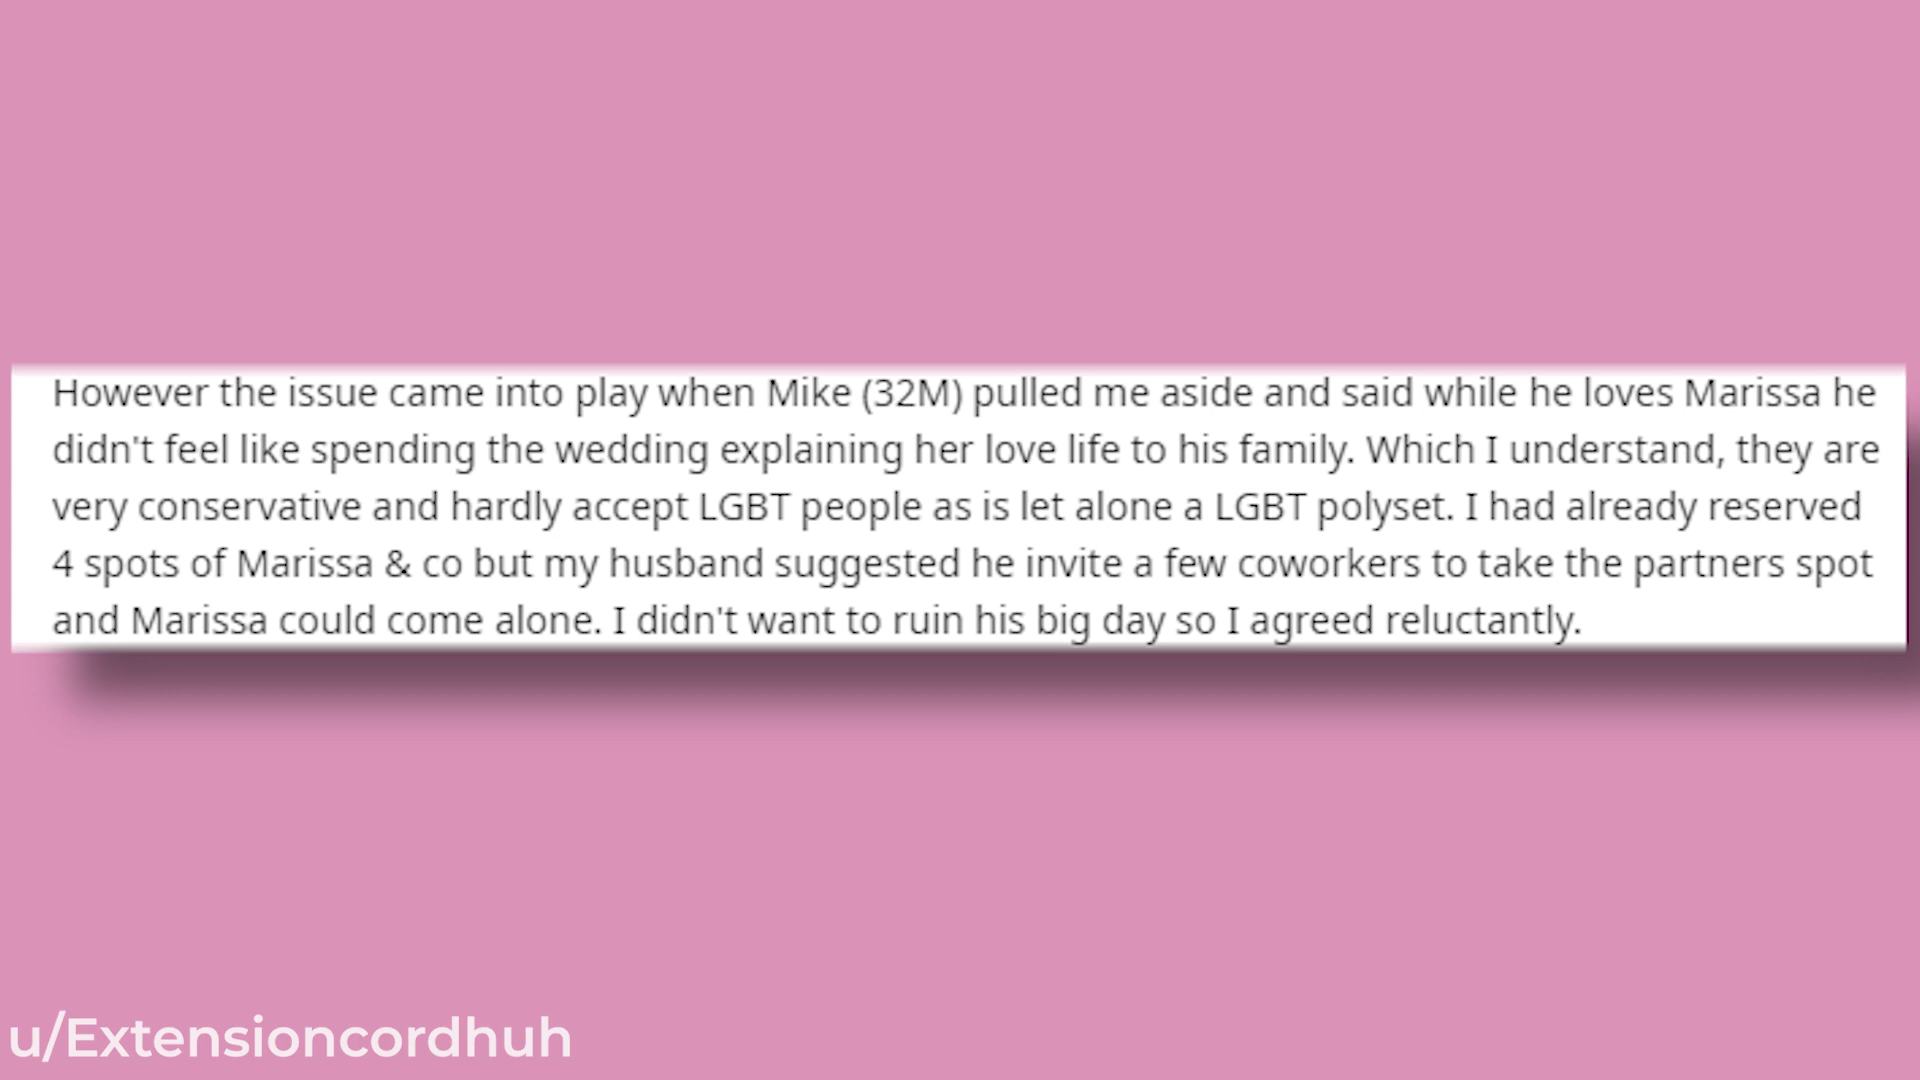 However the issue came into play when Mike (32M) pulled me aside and said while he loves Marissa he
didn't feel like spending the wedding explaining her love life to his family. Which I understand, they are
very conservative and hardly accept LGBT people as is let alone a LGBT polyset. I had already reserved
4 spots of Marissa & co but my husband suggested he invite a few coworkers to take the partners spot
and Marissa could come alone. I didn't want to ruin his big day so I agreed reluctantly.
u/Extensioncordhuh